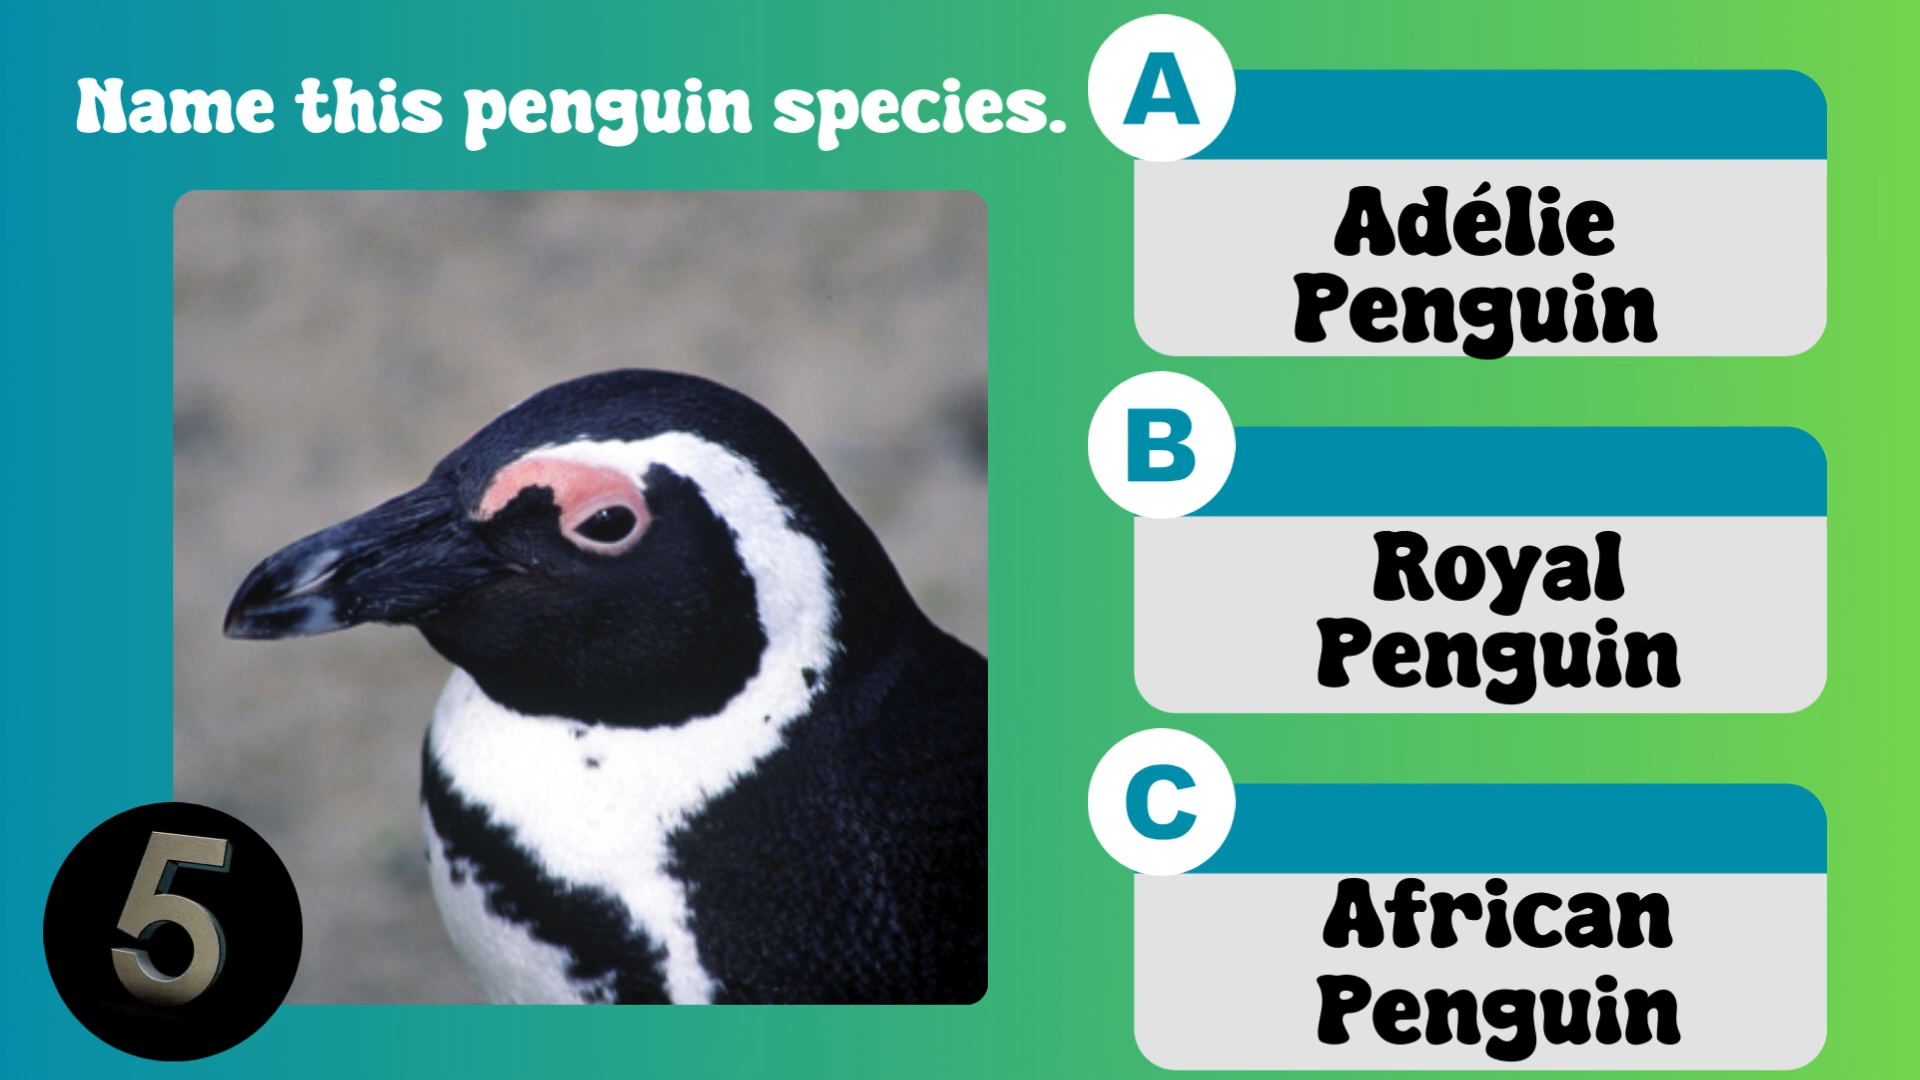 Name this penguin species.
A
Adélie
Penguin
B
Royal
Penguin
C
African
Penguin
5